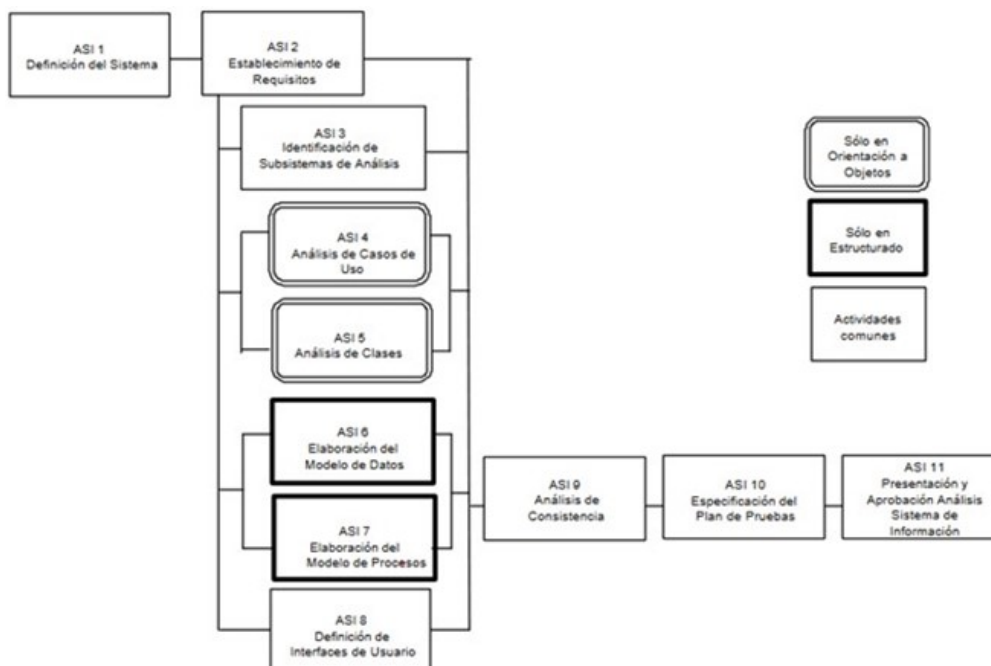 ASI 1
Definición del Sistema
ASI 2
Establecimiento de
Requisitos
ASI 3
Identificación de
Subsistemas de Análisis
ASI 4
Análisis de Casos de
Uso
ASI 5
Análisis de Clases
ASI 6
Elaboración del
Modelo de Datos
ASI 7
Elaboración del
Modelo de Procesos
ASI 8
Definición de
Interfaces de Usuario
ASI 9
Análisis de
Consistencia
ASI 10
Especificación del
Plan de Pruebas
ASI 11
Presentación y
Aprobación Análisis
Sistema de
Información
Sólo en
Orientación a
Objetos
Sólo en
Estructurado
Actividades
comunes